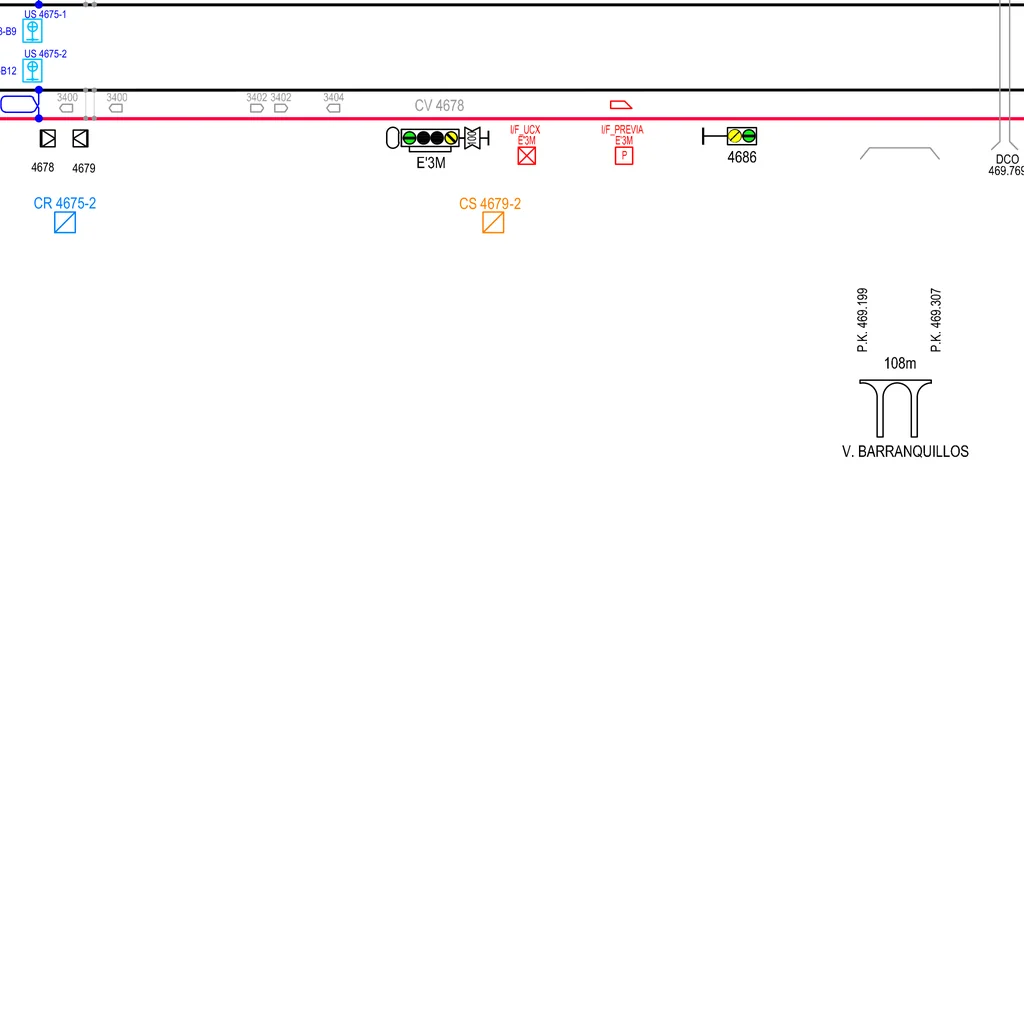 US 4675-1
B-B9
US 4675-2
-B12
3400
3400
3402 3402
3404
CV 4678
4678
4679
100
E'3M
I/F_UCX
E'3M
I/F_PREVIA
E'3M
P
4686
DCO
469.769
CR 4675-2
CS 4679-2
P.K. 469.199
P.K. 469.307
108m
V. BARRANQUILLOS